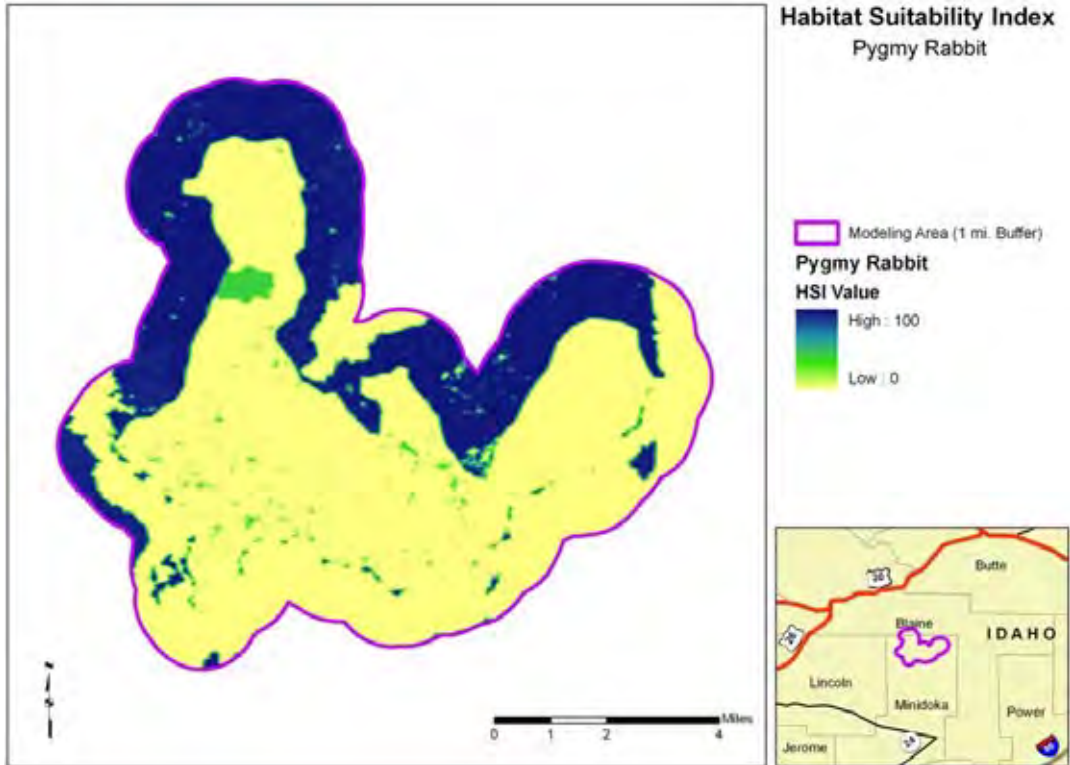 Habitat Suitability Index
Pygmy Rabbit
Modeling Area (1 mi. Buffer)
Pygmy Rabbit
HSI Value
High : 100
Low : 0
N
S
Miles
0 1 2 4
Butte
Blaine
IDAHO
26
Lincoln
Minidoka
Power
24
Jerome